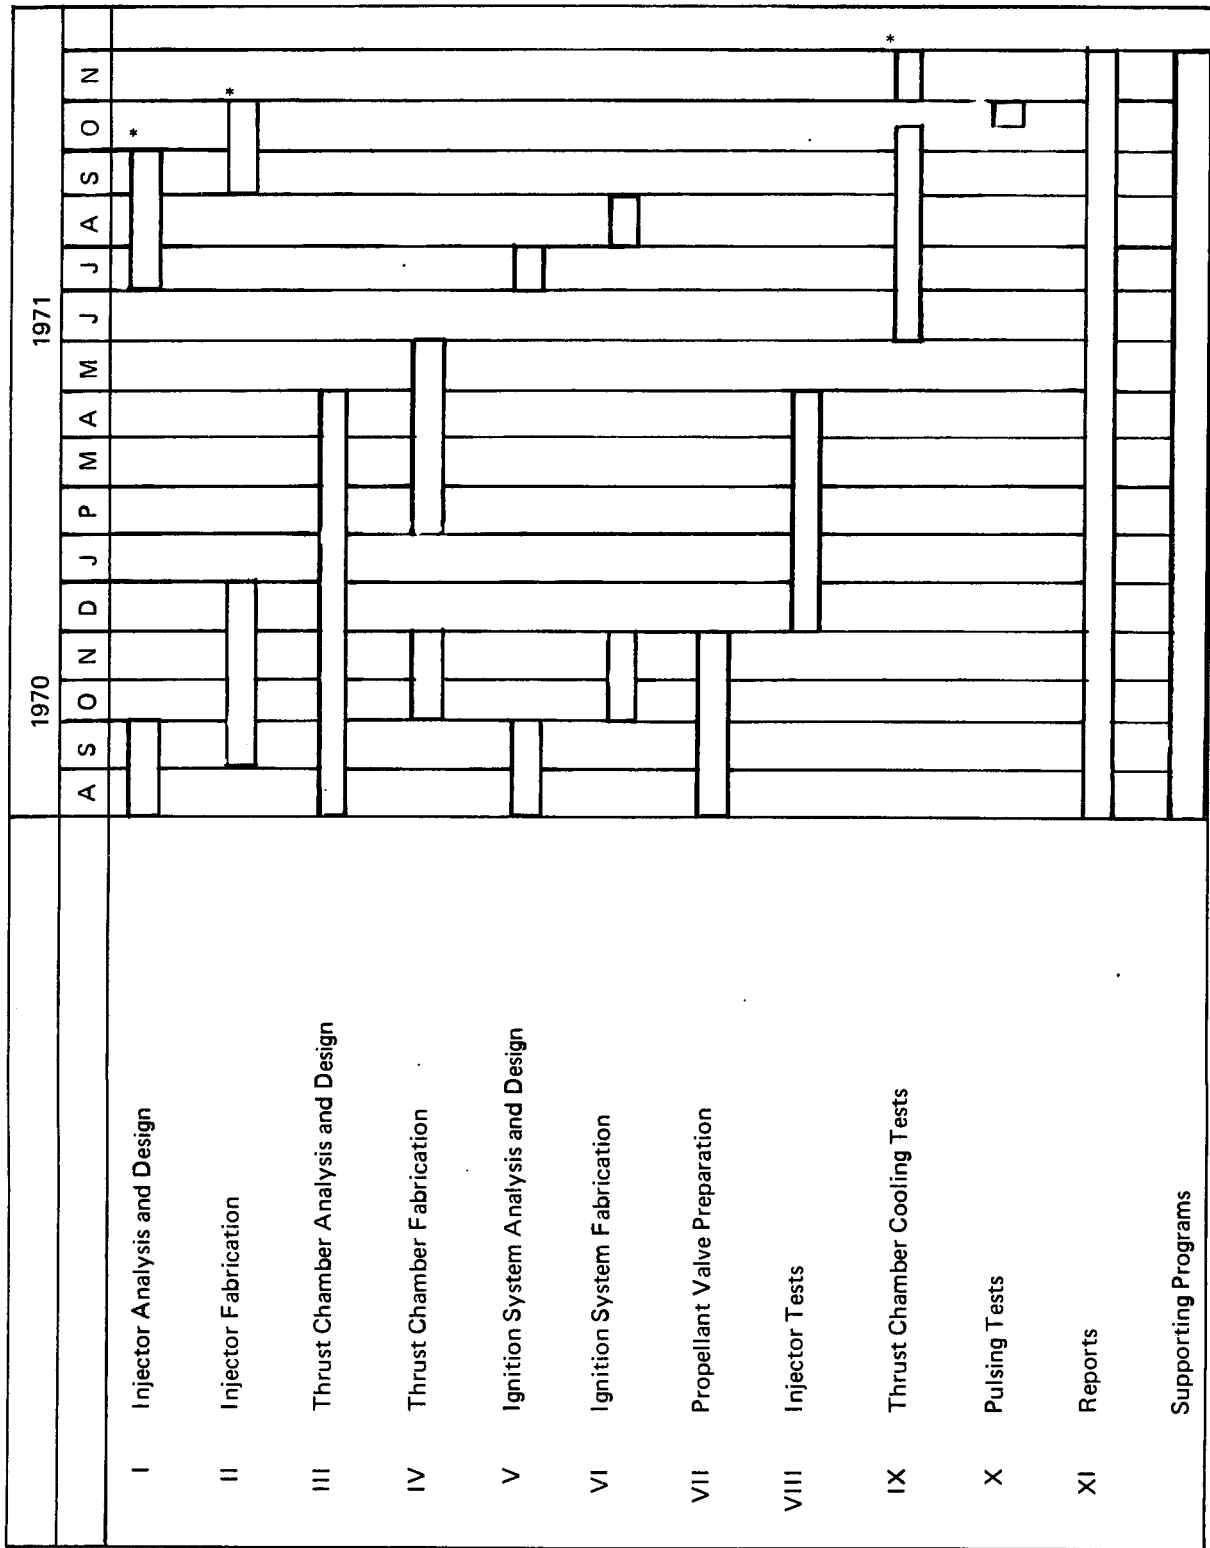 1970 1971
A S O N D J P M A M J J A S O N
I Injector Analysis and Design *
II Injector Fabrication *
III Thrust Chamber Analysis and Design
IV Thrust Chamber Fabrication
V Ignition System Analysis and Design
VI Ignition System Fabrication
VII Propellant Valve Preparation
VIII Injector Tests
IX Thrust Chamber Cooling Tests *
X Pulsing Tests
XI Reports
Supporting Programs